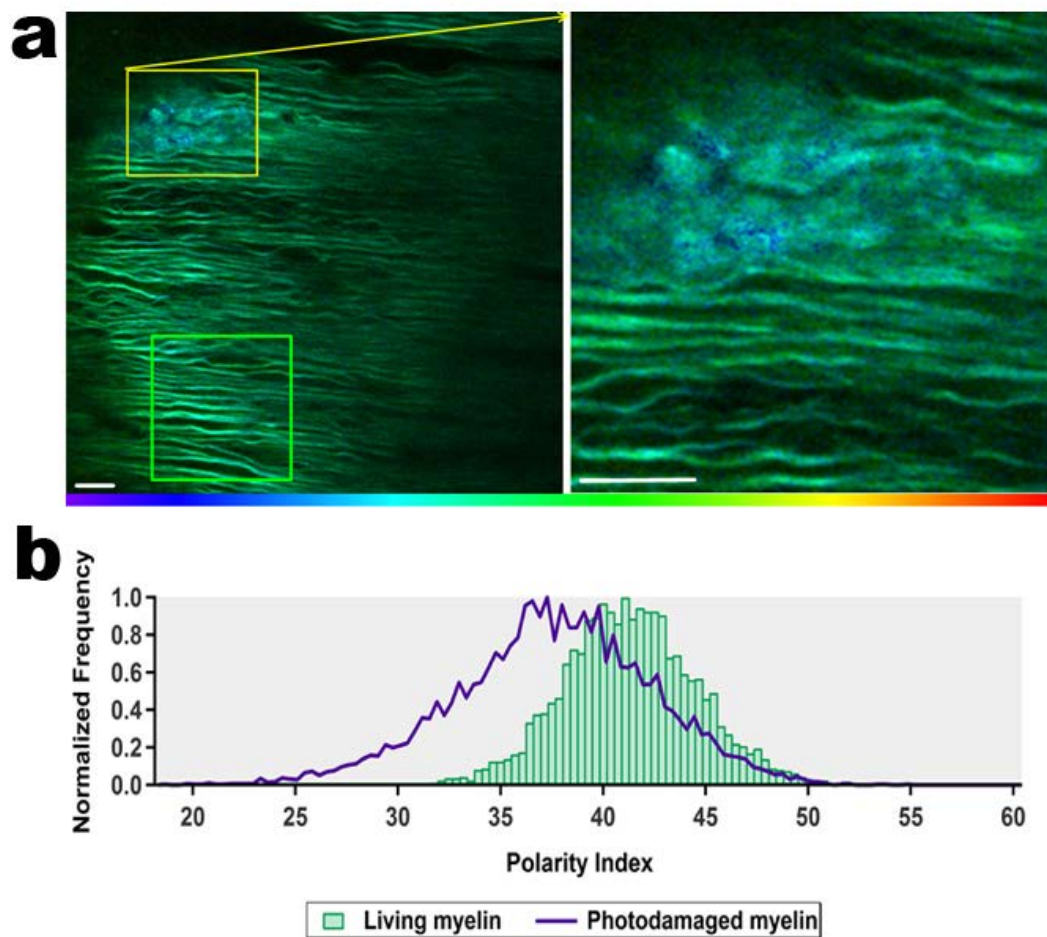 a
b
Normalized Frequency
1.0
0.8
0.6
0.4
0.2
0.0
20 25 30 35 40 45 50 55 60
Polarity Index
Living myelin Photodamaged myelin